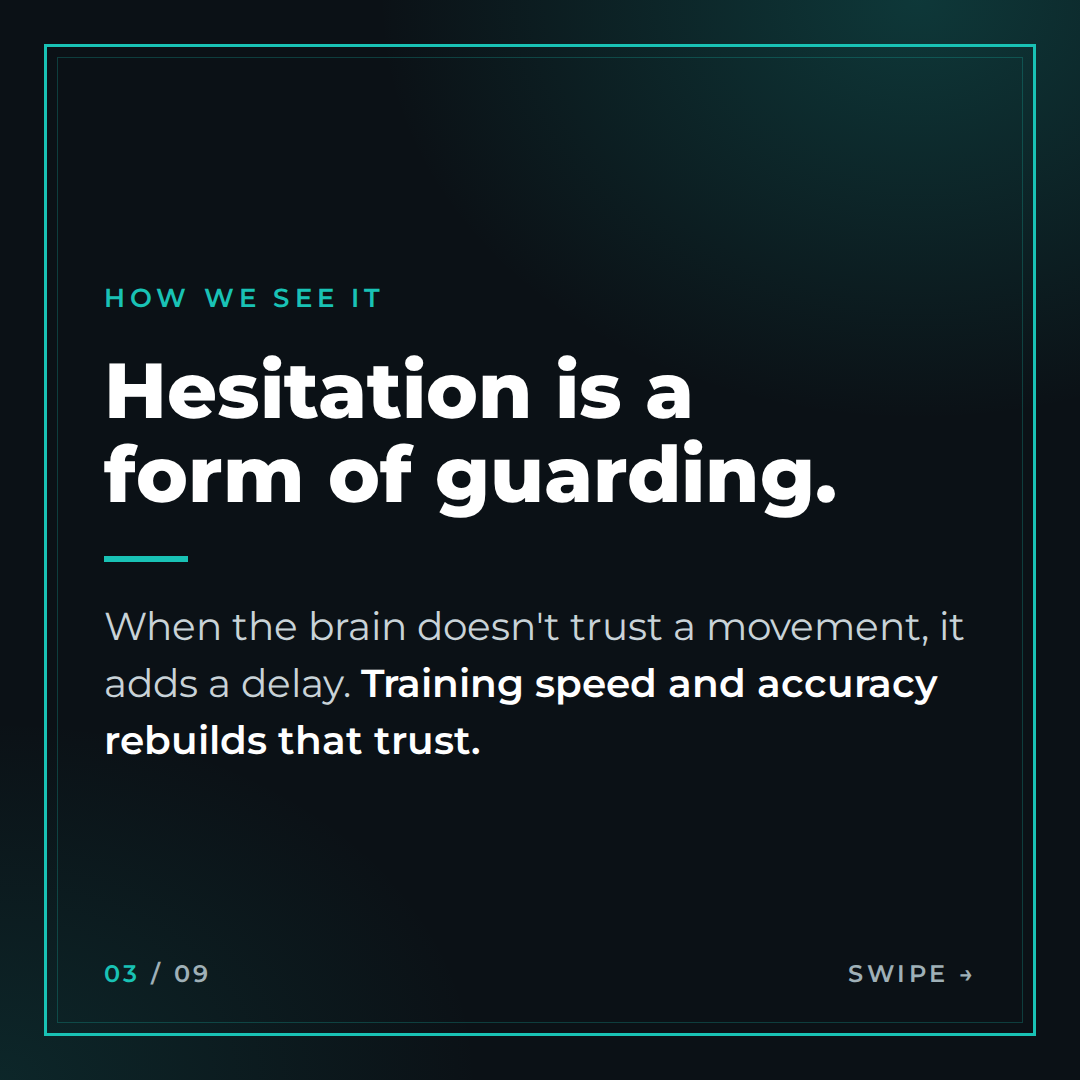 HOW WE SEE IT
Hesitation is a
form of guarding.
When the brain doesn't trust a movement, it
adds a delay. Training speed and accuracy
rebuilds that trust.
03 / 09
SWIPE →